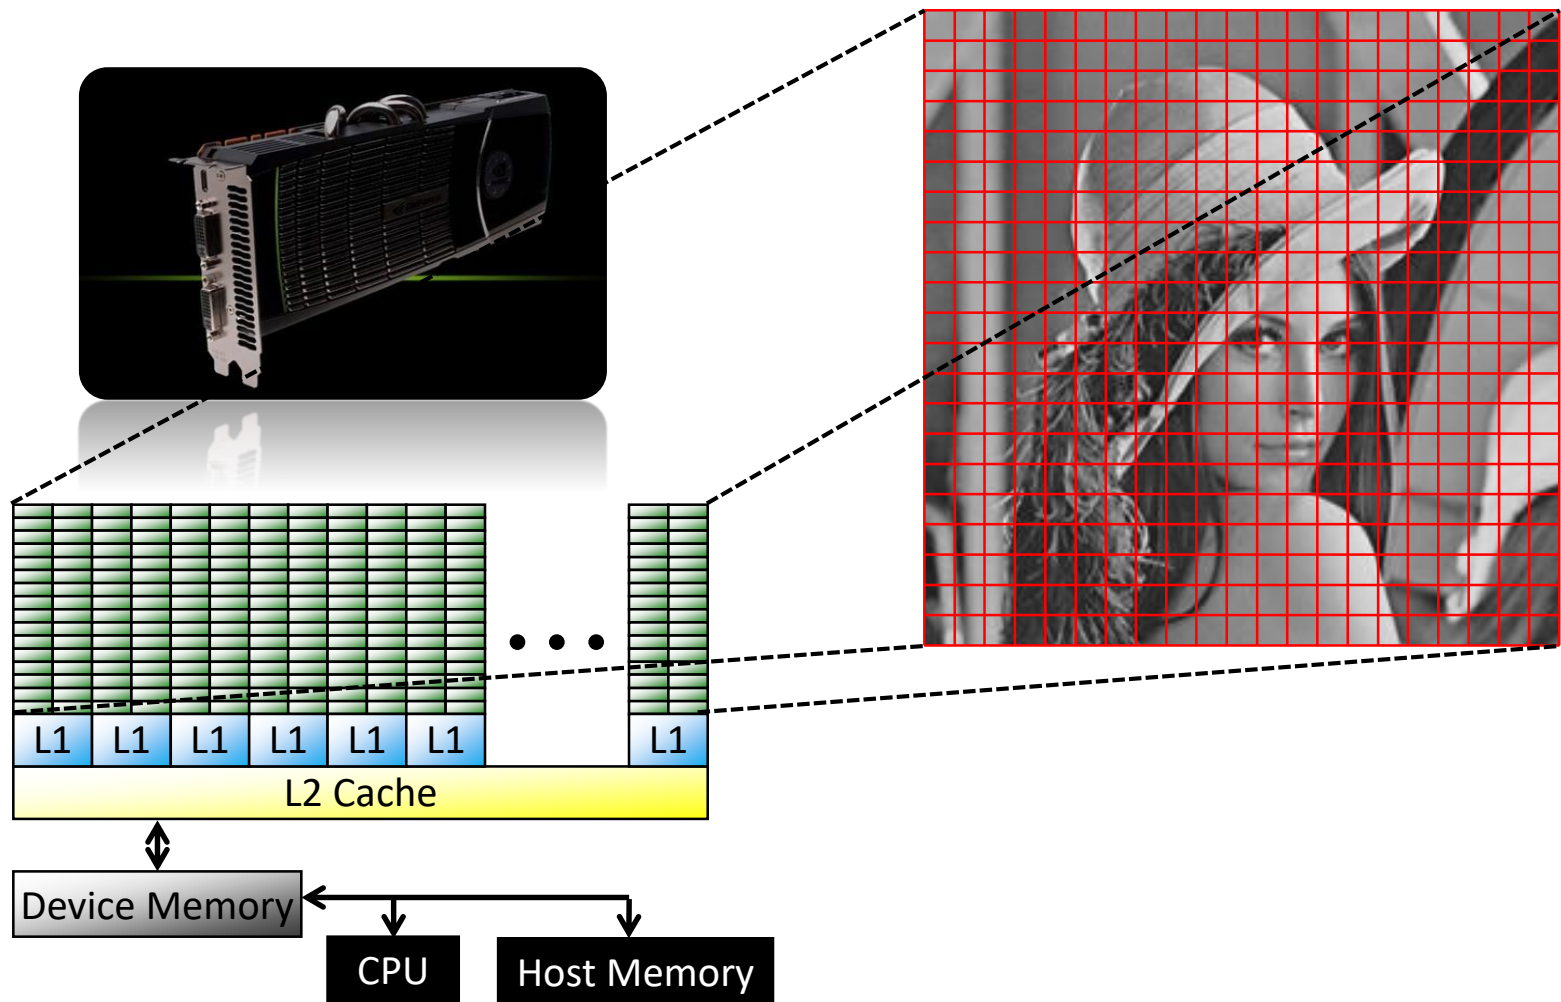 L1 L1 L1 L1 L1 L1 L1
L2 Cache
Device Memory
CPU
Host Memory